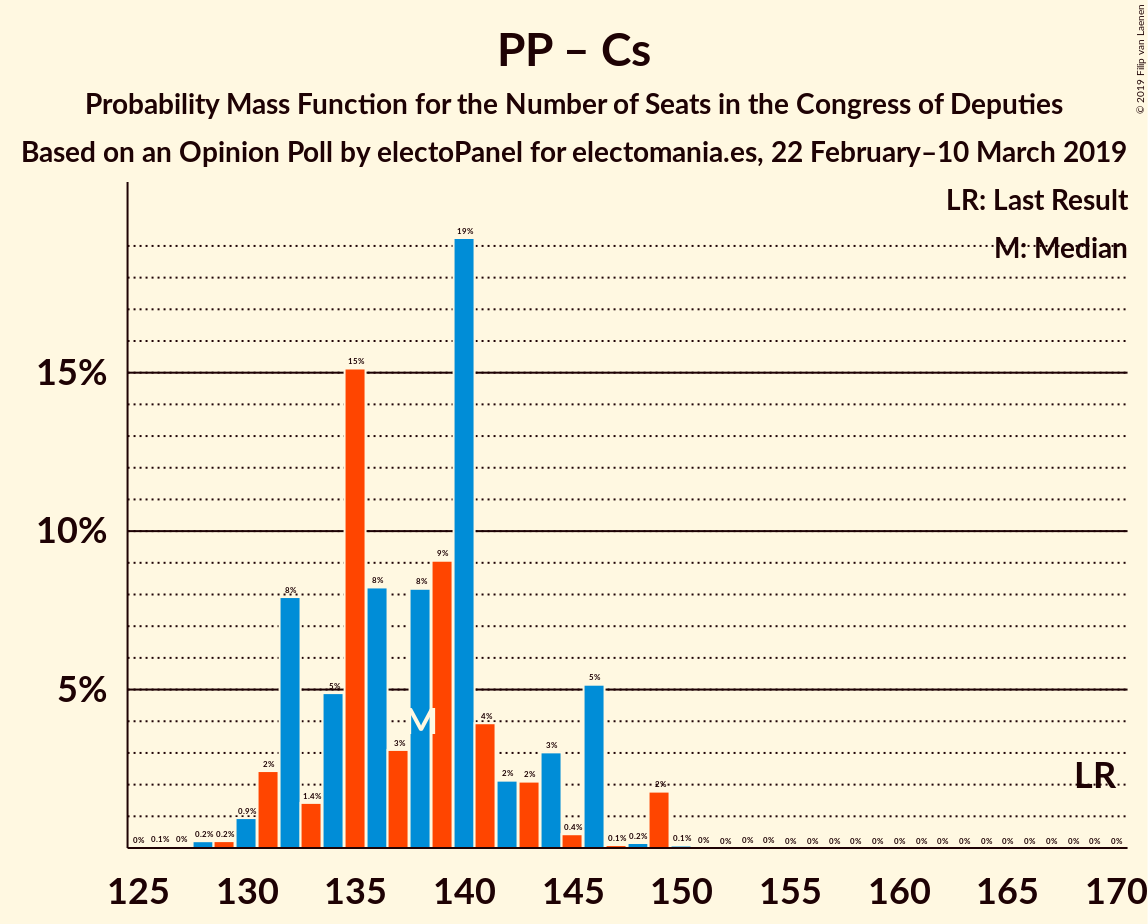 PP – Cs
Probability Mass Function for the Number of Seats in the Congress of Deputies
Based on an Opinion Poll by electoPanel for electomania.es, 22 February–10 March 2019
© 2019 Filip van Laenen
LR: Last Result
M: Median
15%
10%
5%
0% 0.1% 0% 0.2% 0.2% 0.9% 2% 8% 1.4% 5% 15% 8% 3% 8% 9% 19% 4% 2% 2% 3% 0.4% 5% 0.1% 0.2% 2% 0.1% 0% 0% 0% 0% 0% 0% 0% 0% 0% 0% 0% 0% 0% 0% 0% 0% 0% 0% 0% 0%
M
LR
125 130 135 140 145 150 155 160 165 170